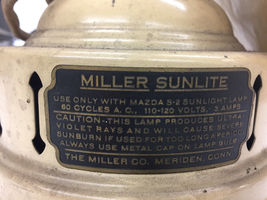 MILLER SUNLITE
USE ONLY WITH MAZDA S-2 SUNLIGHT LAMP
60 CYCLES A.C., 110-120 VOLTS, 3 AMPS.
CAUTION-THIS LAMP PRODUCES ULTRA
VIOLET RAYS AND WILL CAUSE SEVERE
SUNBURN IF USED FOR TOO LONG A PERIOD
ALWAYS USE METAL CAP ON LAMP BULB
THE MILLER CO. MERIDEN, CONN.